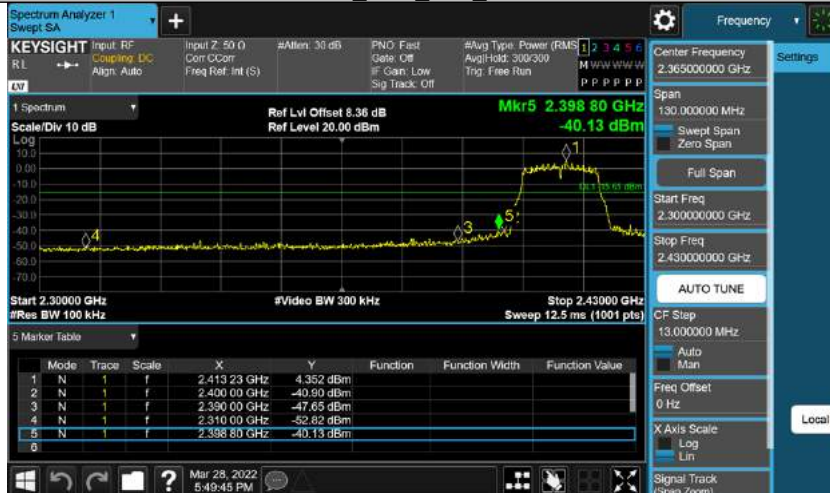 Spectrum Analyzer 1
Swept SA
+
Frequency
KEYSIGHT
RL
LXI
Input: RF
Coupling: DC
Align: Auto
Input Z: 50 Ω
Corr CCorr
Freq Ref: Int (S)
#Atten: 30 dB
PNO: Fast
Gate: Off
IF Gain: Low
Sig Track: Off
#Avg Type: Power (RMS
Avg|Hold: 300/300
Trig: Free Run
1 2 3 4 5 6
M W W W W W
P P P P P P
1 Spectrum
Scale/Div 10 dB
Log
Ref Lvl Offset 8.36 dB
Ref Level 20.00 dBm
Mkr5 2.398 80 GHz
-40.13 dBm
10.0
0.00
-10.0
-20.0
-30.0
-40.0
-50.0
-60.0
-70.0
1
3
4
5
Start 2.30000 GHz
#Video BW 300 kHz
Stop 2.43000 GHz
#Res BW 100 kHz
Sweep 12.5 ms (1001 pts)
5 Marker Table
Mode Trace Scale X Y Function Function Width Function Value
1 N 1 f 2.413 23 GHz 4.352 dBm
2 N 1 f 2.400 00 GHz -40.90 dBm
3 N 1 f 2.390 00 GHz -47.65 dBm
4 N 1 f 2.310 00 GHz -52.82 dBm
5 N 1 f 2.398 80 GHz -40.13 dBm
6
?
Mar 28, 2022
5:49:45 PM
Center Frequency
2.365000000 GHz
Span
130.000000 MHz
Swept Span
Zero Span
Full Span
Start Freq
2.300000000 GHz
Stop Freq
2.430000000 GHz
AUTO TUNE
CF Step
13.000000 MHz
Auto
Man
Freq Offset
0 Hz
X Axis Scale
Log
Lin
Signal Track
(Span Zoom)
Settings
Local